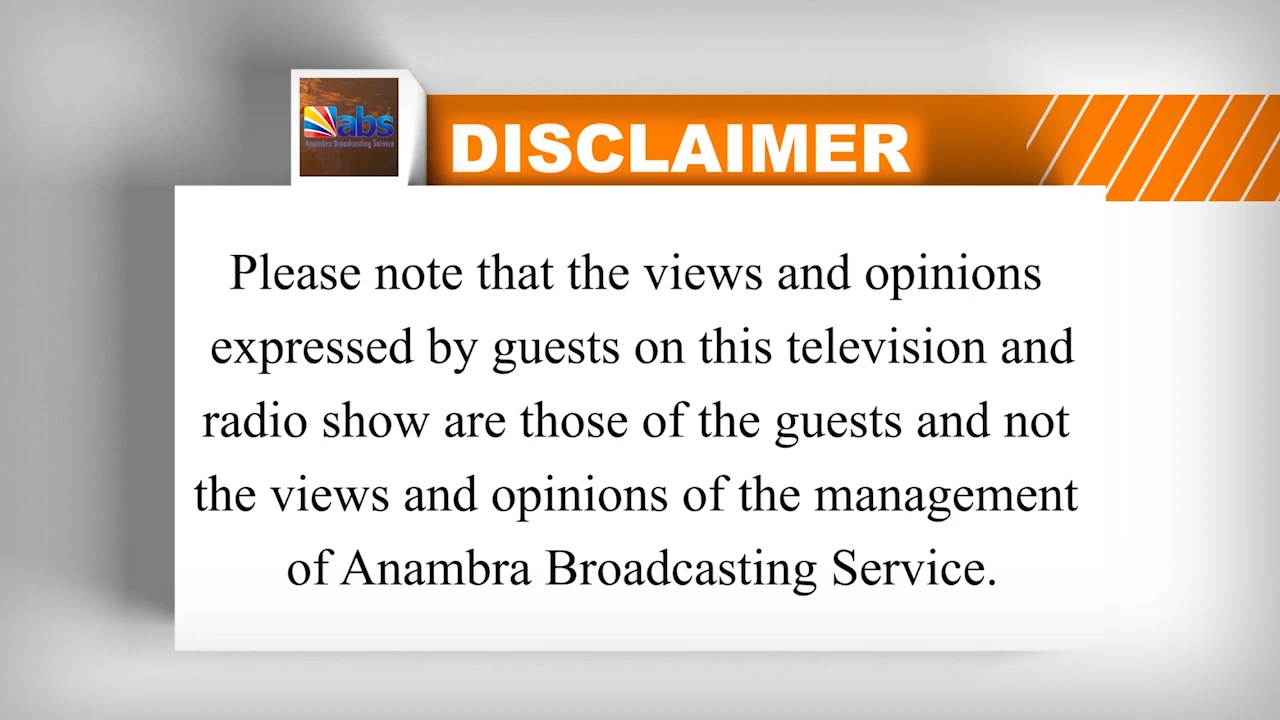 abs
Anambra Broadcasting Service
DISCLAIMER
Please note that the views and opinions
expressed by guests on this television and
radio show are those of the guests and not
the views and opinions of the management
of Anambra Broadcasting Service.